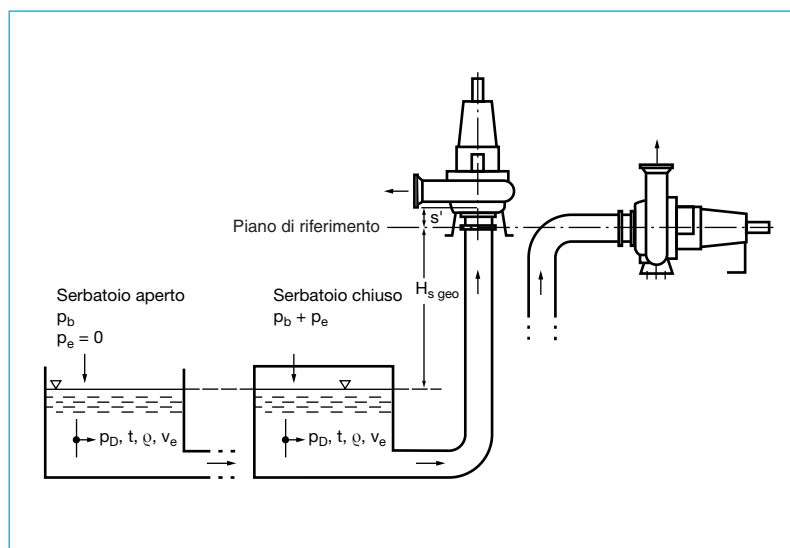 s'
Piano di riferimento
H_s geo
Serbatoio aperto
p_b
p_e = 0
Serbatoio chiuso
p_b + p_e
p_D, t, ϱ, v_e
p_D, t, ϱ, v_e